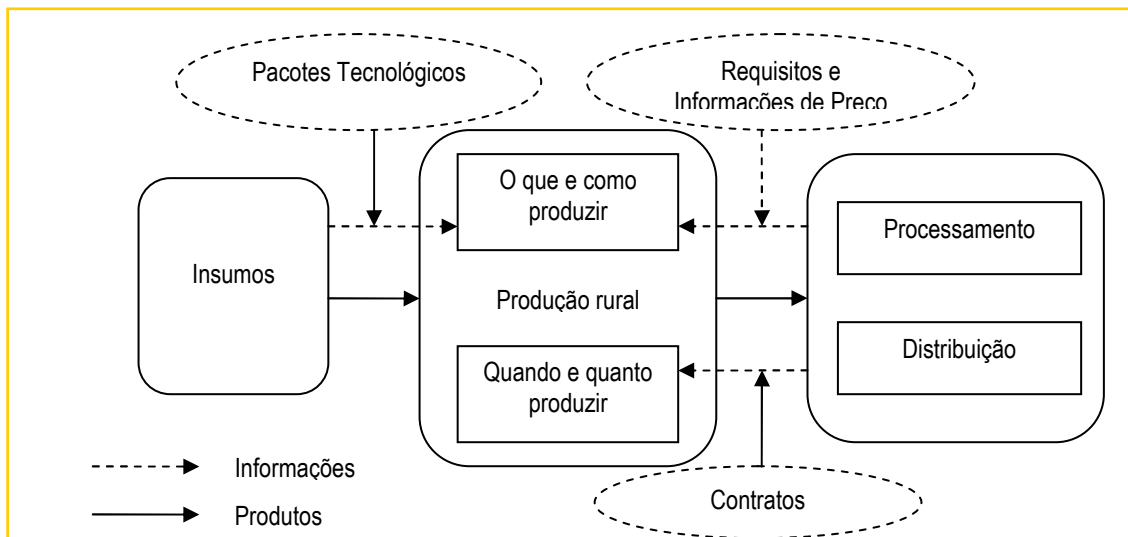 Pacotes Tecnológicos
Requisitos e
Informações de Preço
O que e como
produzir
Processamento
Insumos
Produção rural
Distribuição
Quando e quanto
produzir
Informações
Contratos
Produtos